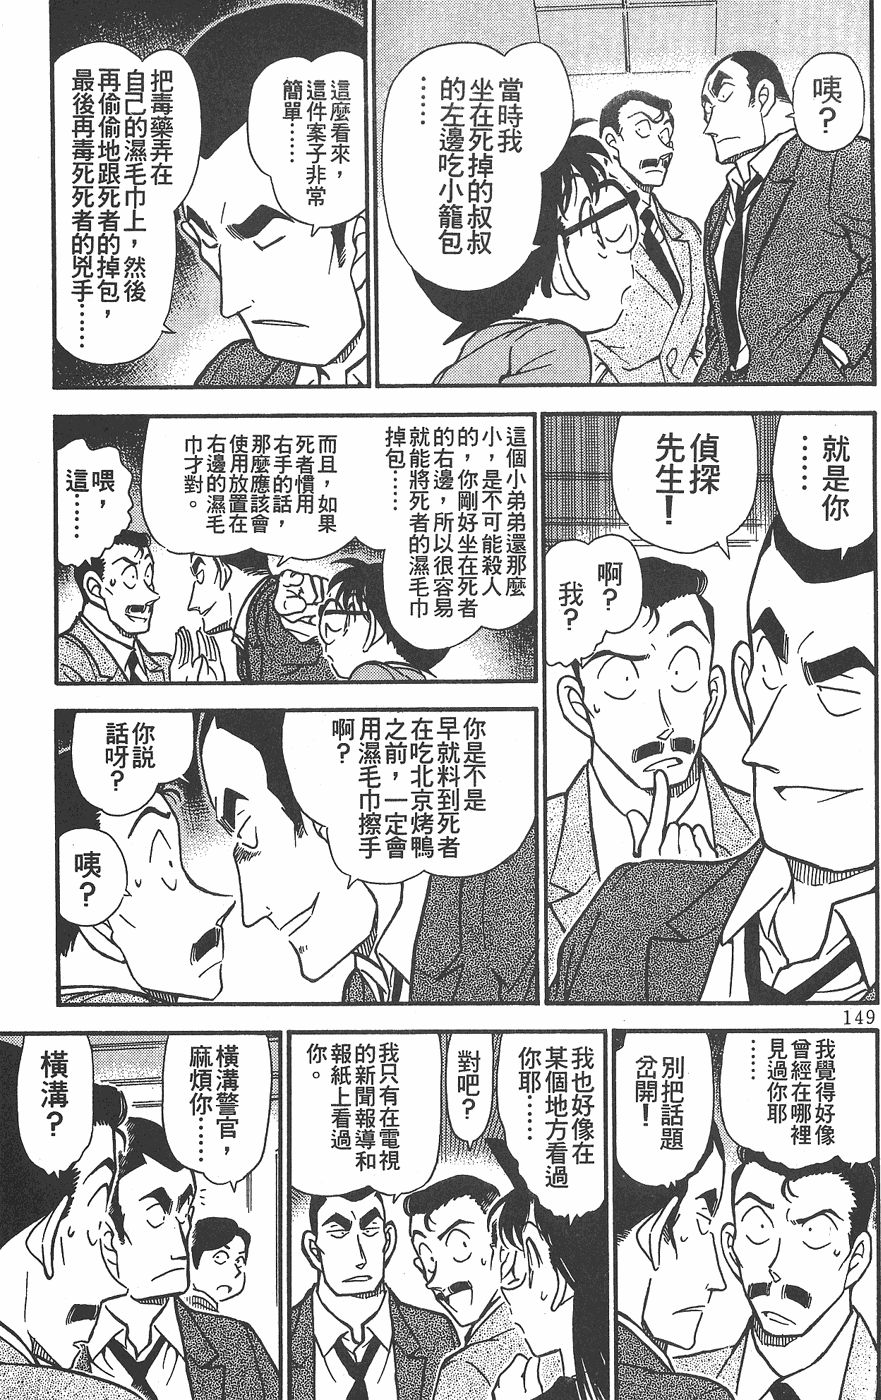 咦？
當時我
坐在死掉的叔叔
的左邊吃小籠包
……
這麼看來，
這件案子非常
簡單……
把毒藥弄在
自己的濕毛巾上，然後
再偷偷地跟死者的掉包，
最後再毒死死者的兇手……
就是你
……
偵探
先生！
啊？
我？
這個小弟弟還那麼
小，是不可能殺人
的，你剛好坐在死者
的右邊，所以很容易
就能將死者的濕毛巾
掉包……
而且，如果
死者慣用
右手的話，
那麼應該會
使用放置在
右邊的濕毛
巾才對。
喂，
這……
你是不是
早就料到死者
在吃北京烤鴨
之前，一定會
用濕毛巾擦手
啊？
你說
話呀？
咦？
149
我覺得好像
曾經在哪裡
見過你耶
……
別把話題
岔開！
我也好像在
某個地方看過
你耶……
對吧？
我只有在電視
的新聞報導和
報紙上看過
你。
橫溝警官，
麻煩你……
橫溝？